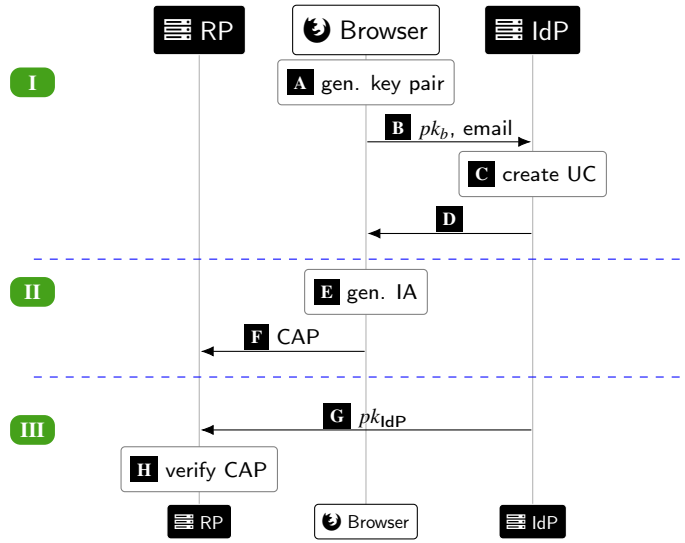 RP Browser IdP
I
A gen. key pair
B pk_b, email
C create UC
D
II
E gen. IA
F CAP
III
G pk_IdP
H verify CAP
RP Browser IdP